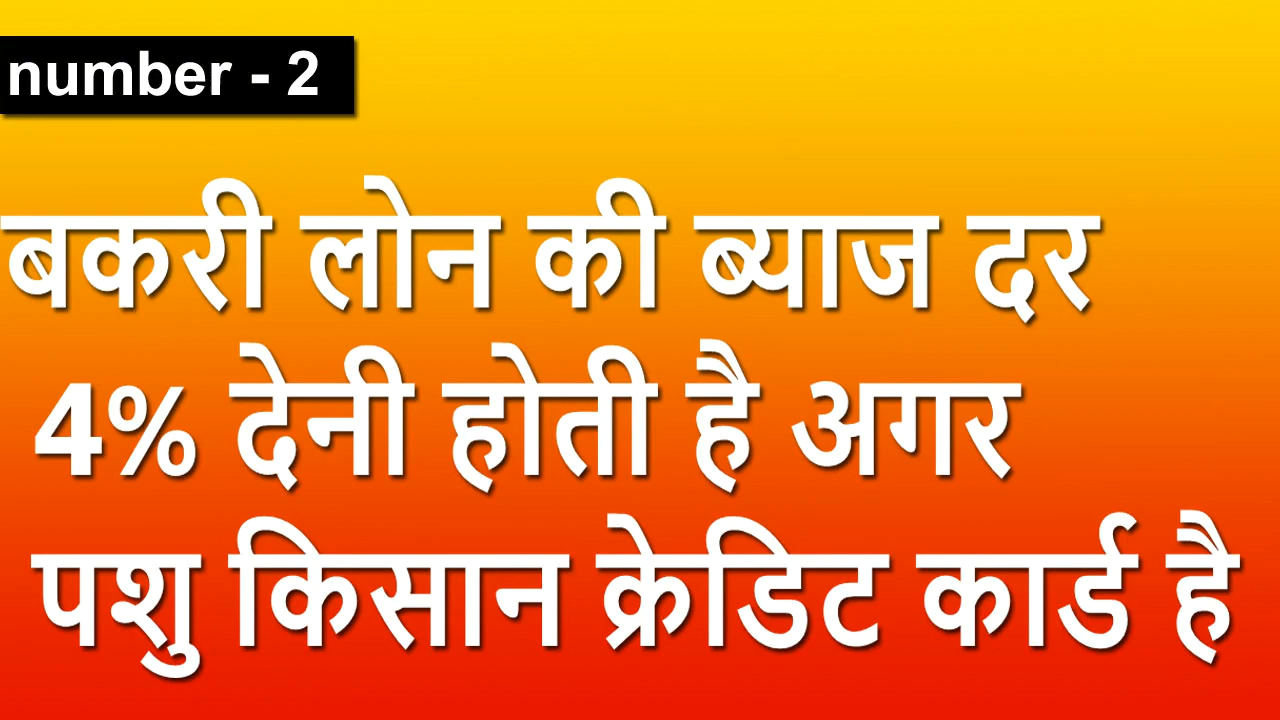 number - 2
बकरी लोन की ब्याज दर
4% देनी होती है अगर
पशु किसान क्रेडिट कार्ड है